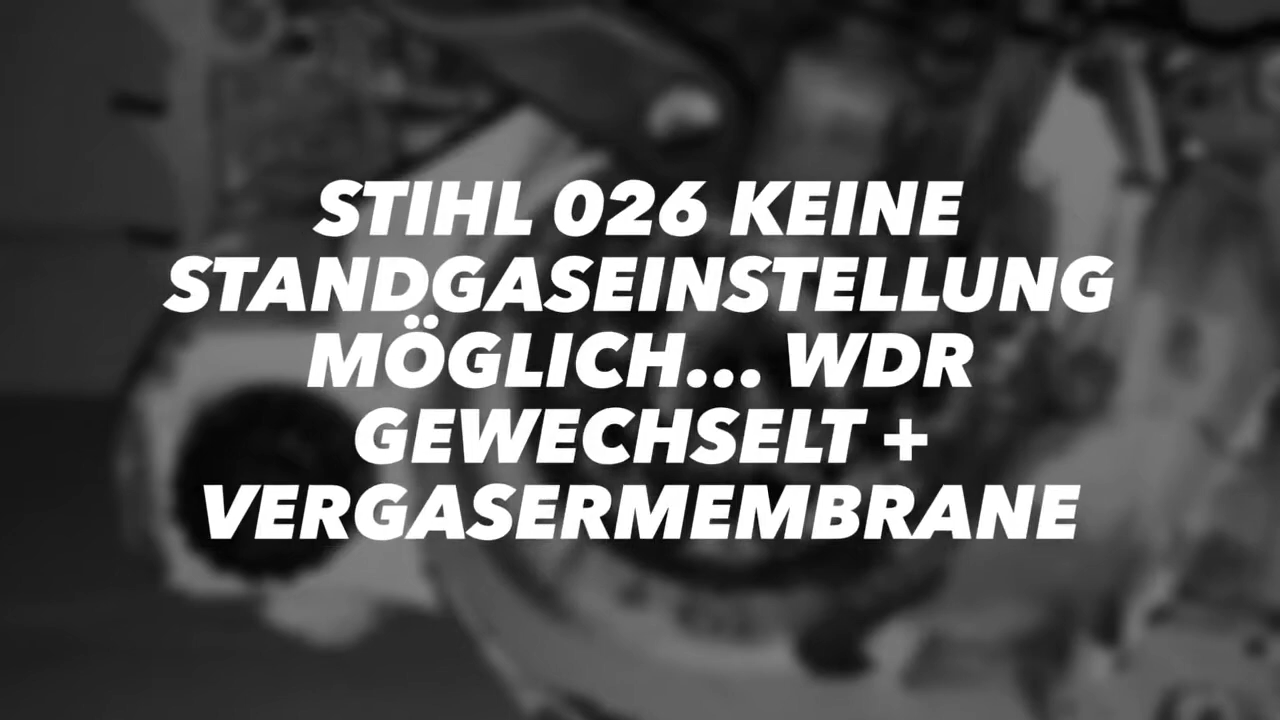 STIHL 026 KEINE
STANDGASEINSTELLUNG
MÖGLICH... WDR
GEWECHSELT +
VERGASERMEMBRANE